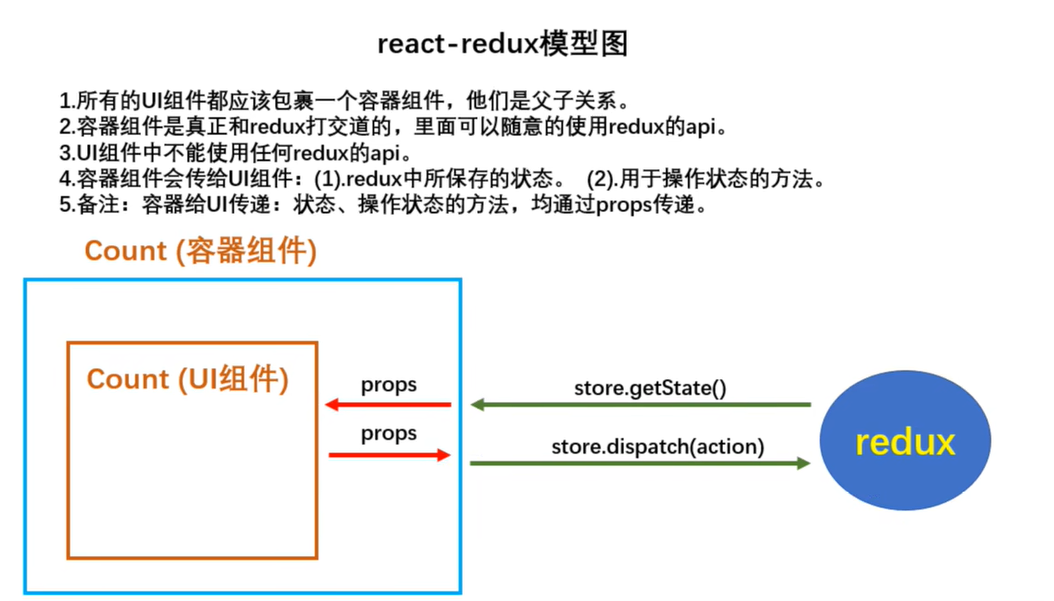 react-redux模型图
1.所有的UI组件都应该包裹一个容器组件，他们是父子关系。
2.容器组件是真正和redux打交道的，里面可以随意的使用redux的api。
3.UI组件中不能使用任何redux的api。
4.容器组件会传给UI组件：(1).redux中所保存的状态。 (2).用于操作状态的方法。
5.备注：容器给UI传递：状态、操作状态的方法，均通过props传递。
Count (容器组件)
Count (UI组件)
props
store.getState()
props
store.dispatch(action)
redux